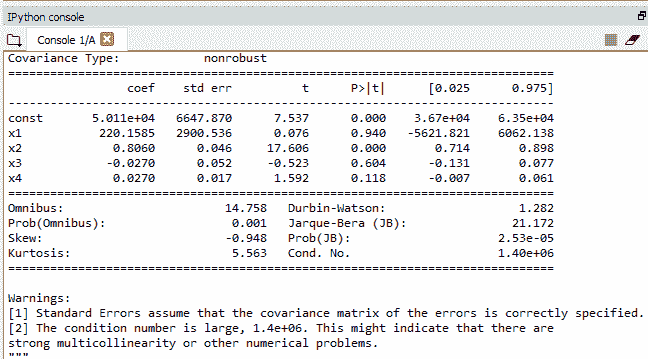 IPython console
Console 1/A
Covariance Type: nonrobust
==============================================================================
coef std err t P>|t| [0.025 0.975]
------------------------------------------------------------------------------
const 5.011e+04 6647.870 7.537 0.000 3.67e+04 6.35e+04
x1 220.1585 2900.536 0.076 0.940 -5621.821 6062.138
x2 0.8060 0.046 17.606 0.000 0.714 0.898
x3 -0.0270 0.052 -0.523 0.604 -0.131 0.077
x4 0.0270 0.017 1.592 0.118 -0.007 0.061
==============================================================================
Omnibus: 14.758 Durbin-Watson: 1.282
Prob(Omnibus): 0.001 Jarque-Bera (JB): 21.172
Skew: -0.948 Prob(JB): 2.53e-05
Kurtosis: 5.563 Cond. No. 1.40e+06
==============================================================================
Warnings:
[1] Standard Errors assume that the covariance matrix of the errors is correctly specified.
[2] The condition number is large, 1.4e+06. This might indicate that there are
strong multicollinearity or other numerical problems.
"""